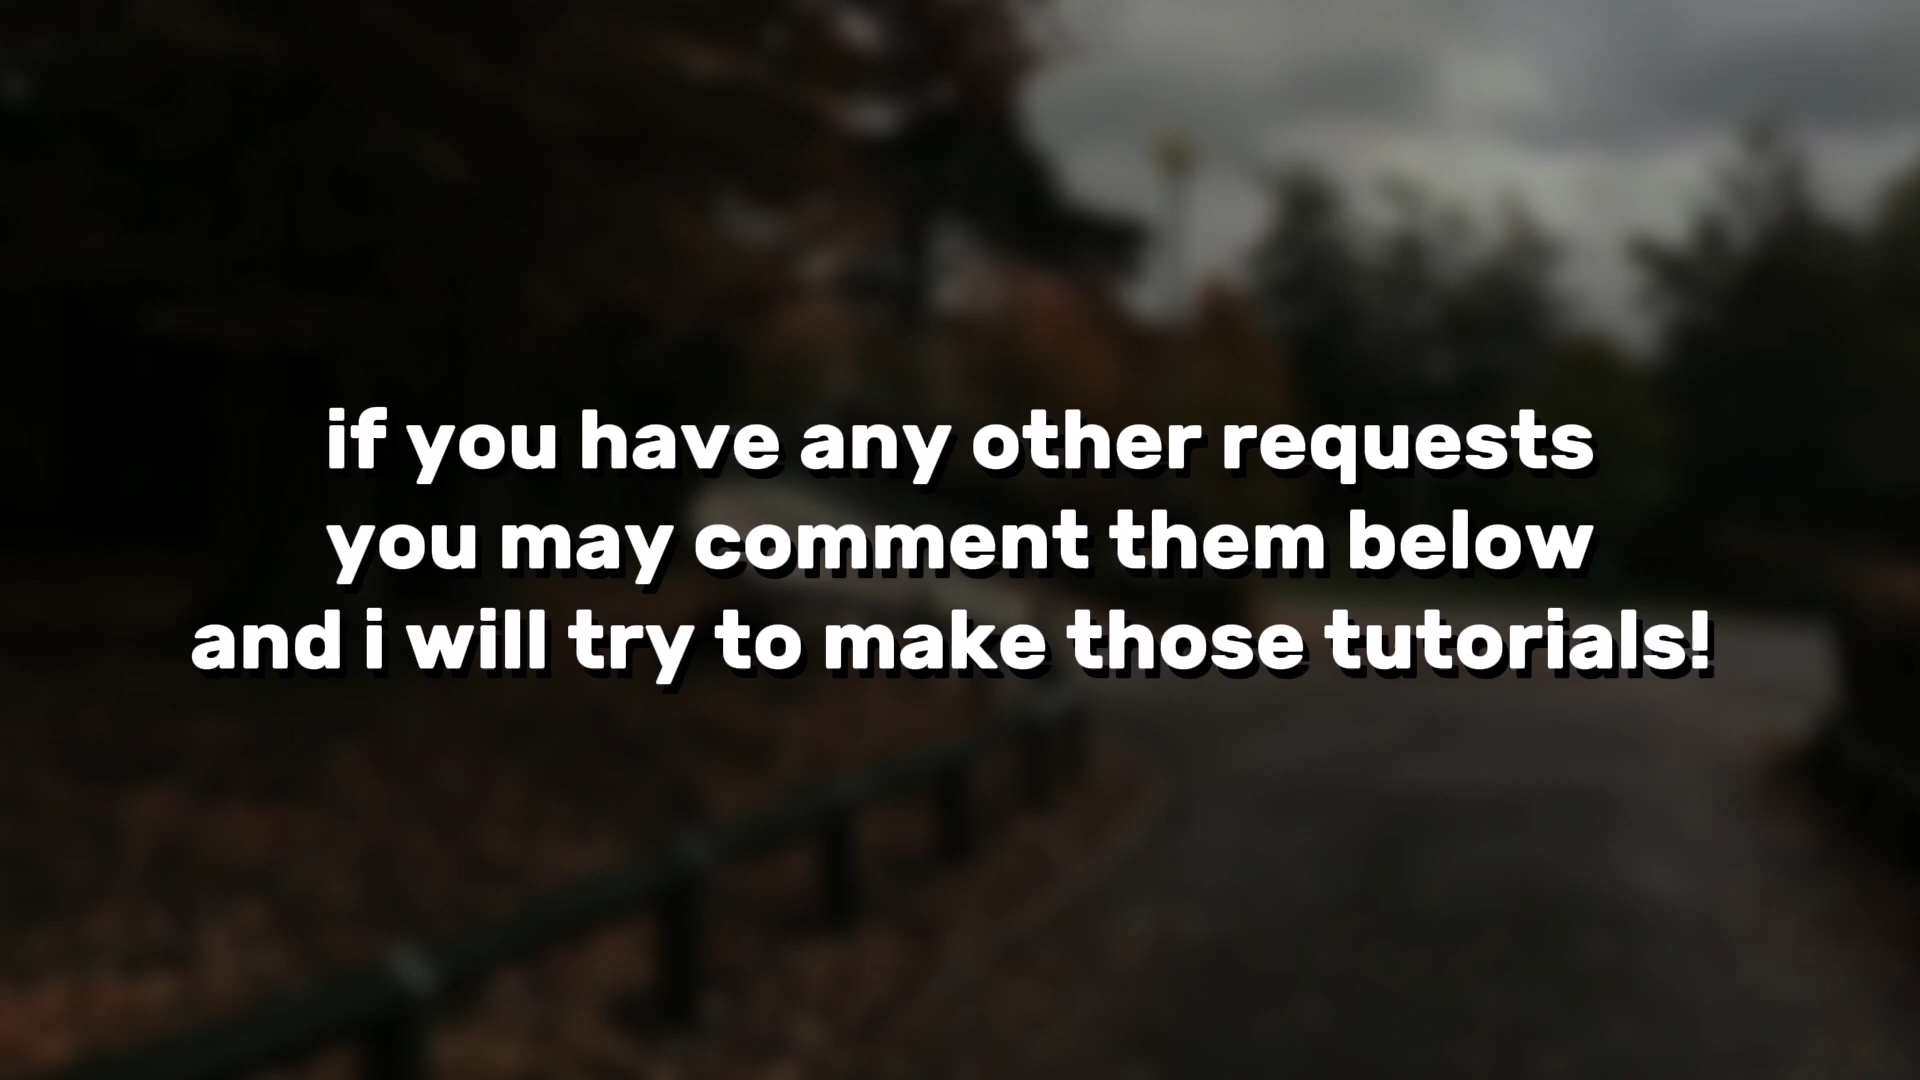 if you have any other requests
you may comment them below
and i will try to make those tutorials!